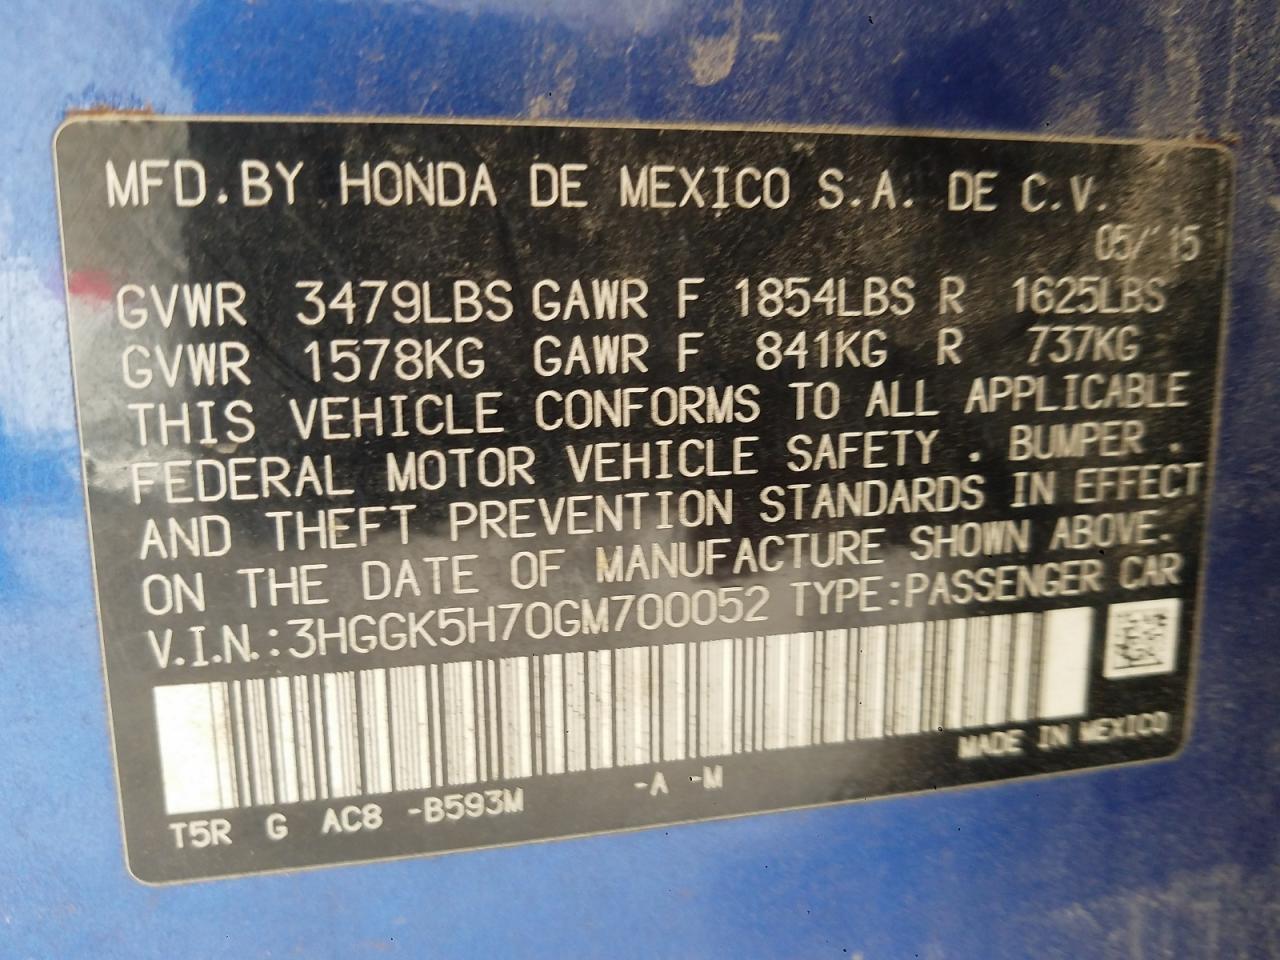 MFD.BY HONDA DE MEXICO S.A. DE C.V.
05/'15
GVWR 3479LBS GAWR F 1854LBS R 1625LBS
GVWR 1578KG GAWR F 841KG R 737KG
THIS VEHICLE CONFORMS TO ALL APPLICABLE
FEDERAL MOTOR VEHICLE SAFETY . BUMPER .
AND THEFT PREVENTION STANDARDS IN EFFECT
ON THE DATE OF MANUFACTURE SHOWN ABOVE.
V.I.N.:3HGGK5H70GM700052 TYPE:PASSENGER CAR
MADE IN MEXICO
T5R G AC8 -B593M -A -M